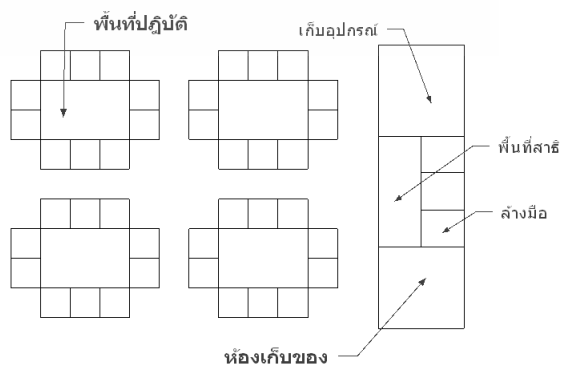 พื้นที่ปฎิบัติ
เก็บอุปกรณ์
พื้นที่สาธิ
ล้างมือ
ห้องเก็บของ